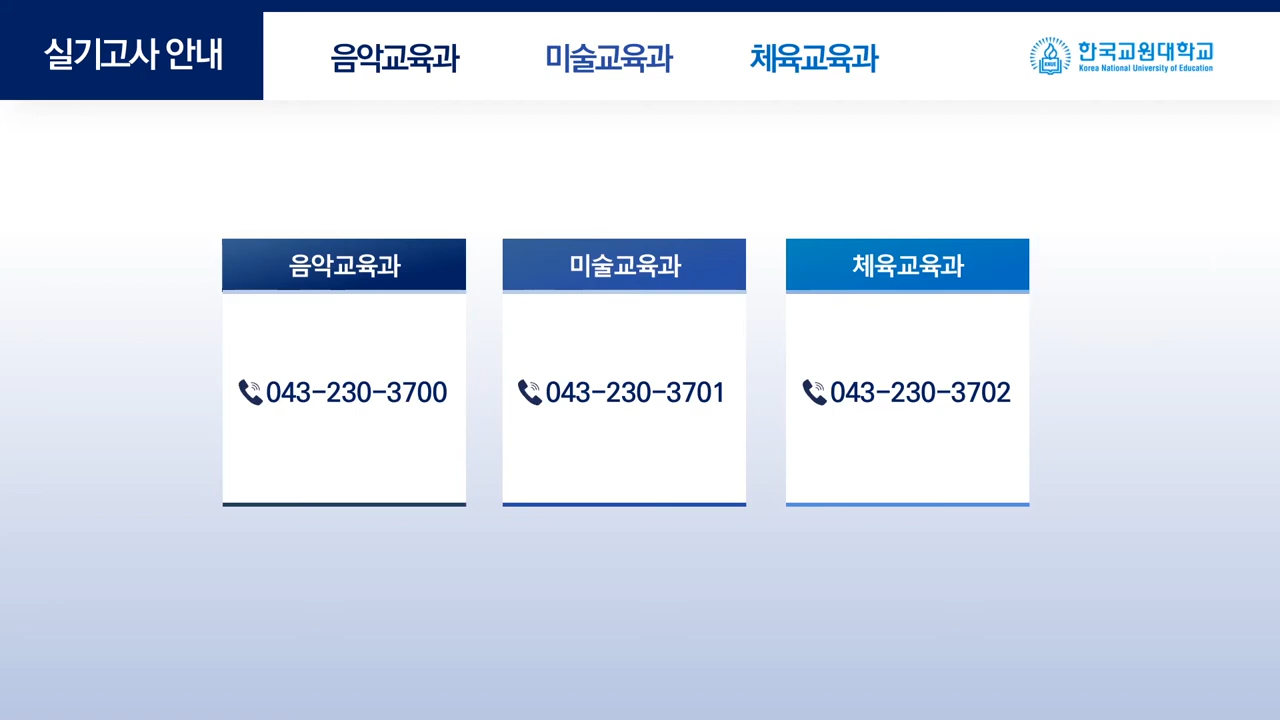 실기고사 안내
음악교육과
미술교육과
체육교육과
한국교원대학교
Korea National University of Education
음악교육과
미술교육과
체육교육과
043-230-3700
043-230-3701
043-230-3702